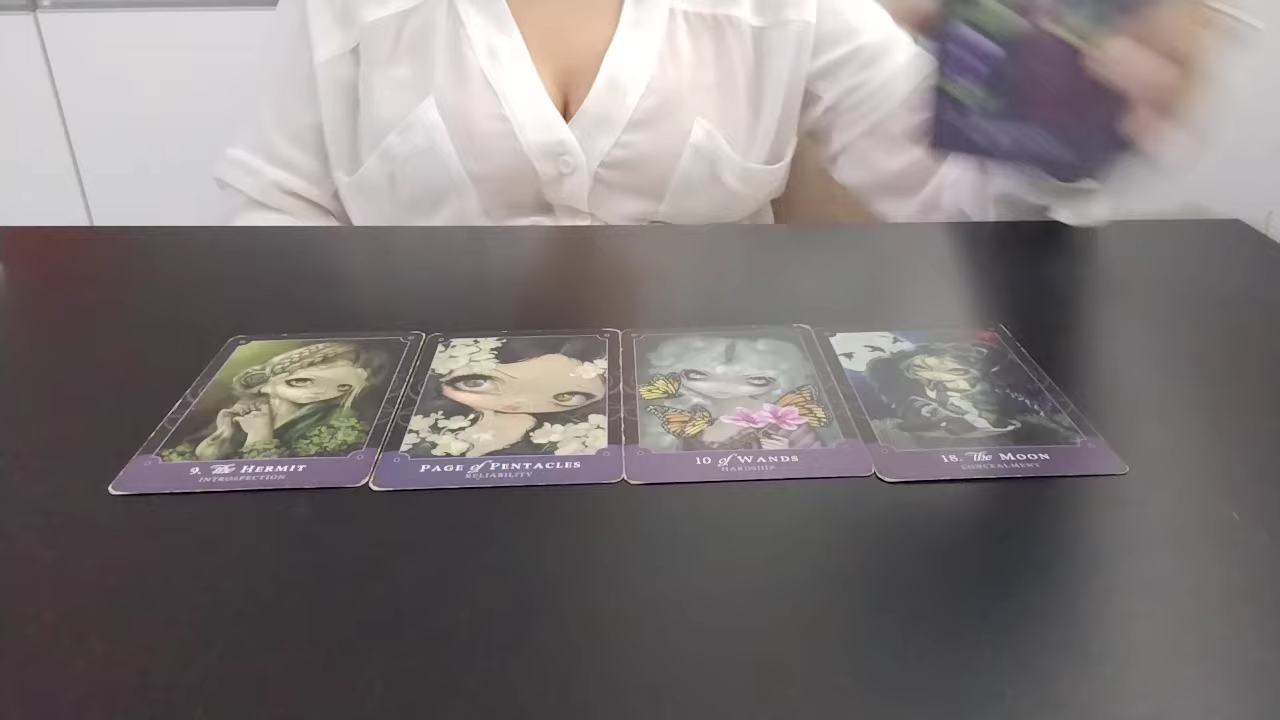 9. The HERMIT
INTROSPECTION
PAGE of PENTACLES
RELIABILITY
10 of WANDS
HARDSHIP
18. The MOON
CONCEALMENT